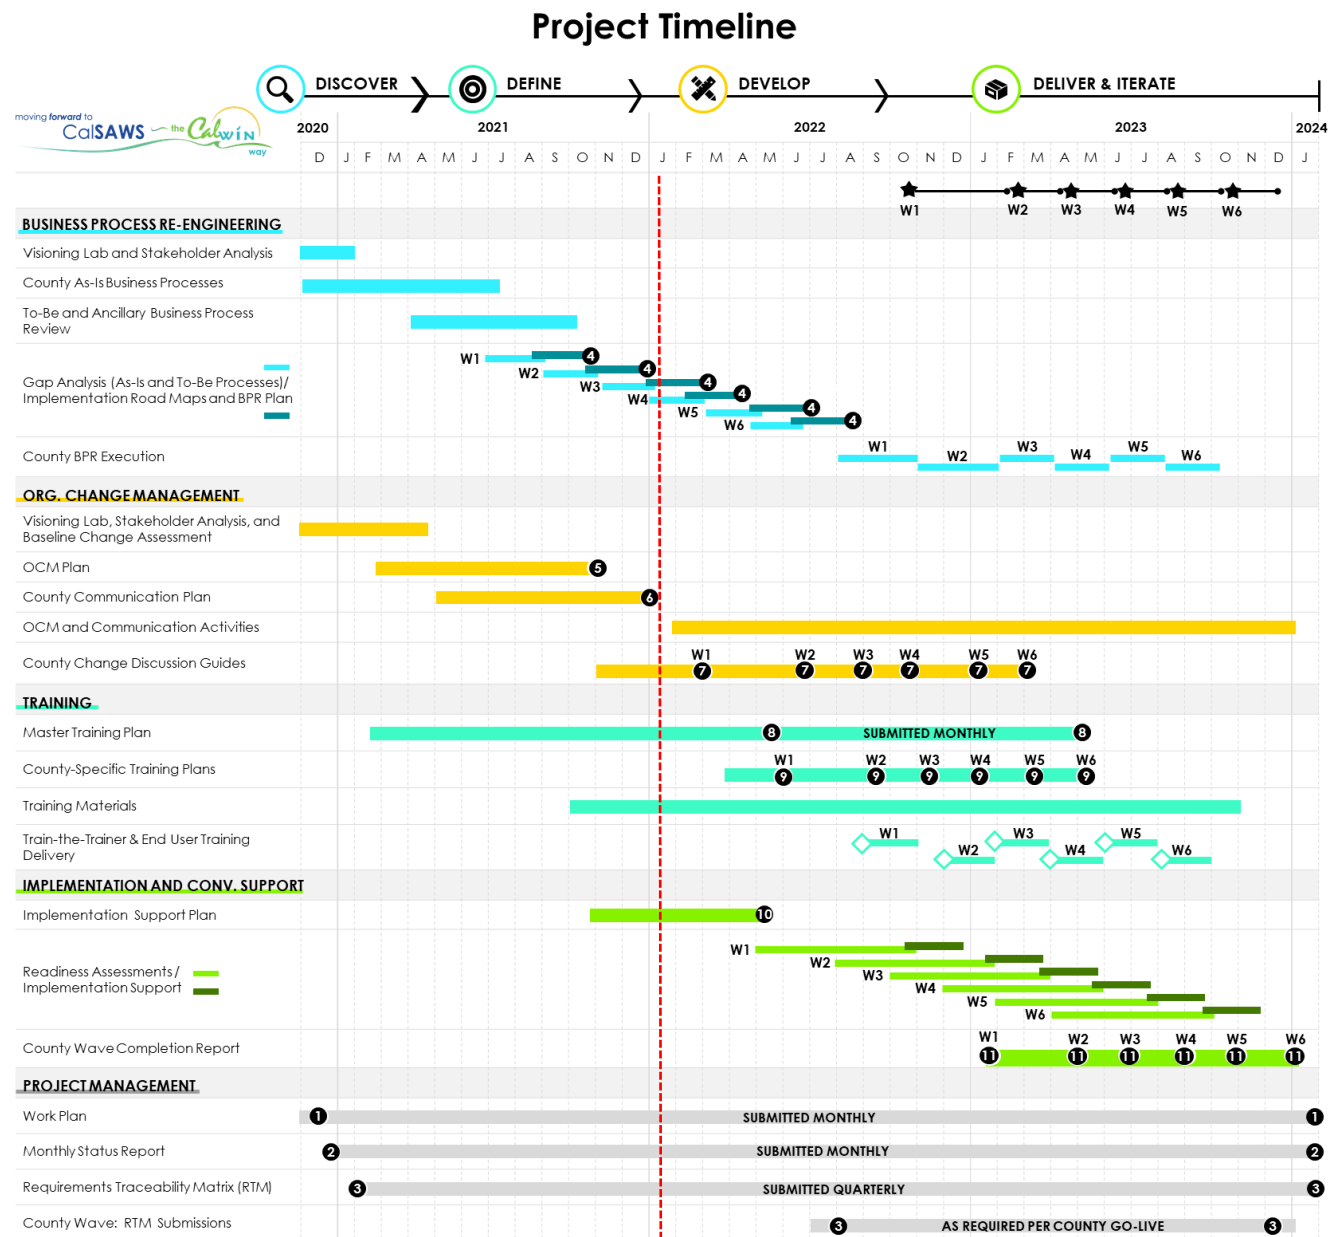 Project Timeline
DISCOVER
DEFINE
DEVELOP
DELIVER & ITERATE
moving forward to
CalSAWS the CalWIN
way
2020 2021 2022 2023 2024
D J F M A M J J A S O N D J F M A M J J A S O N D J F M A M J J A S O N D J
W1 W2 W3 W4 W5 W6
BUSINESS PROCESS RE-ENGINEERING
Visioning Lab and Stakeholder Analysis
County As-Is Business Processes
To-Be and Ancillary Business Process
Review
Gap Analysis (As-Is and To-Be Processes)/
Implementation Road Maps and BPR Plan
W1 4
W2 4
W3 4
W4 4
W5 4
W6 4
County BPR Execution
W1 W2 W3 W4 W5 W6
ORG. CHANGE MANAGEMENT
Visioning Lab, Stakeholder Analysis, and
Baseline Change Assessment
OCM Plan 5
County Communication Plan 6
OCM and Communication Activities
County Change Discussion Guides
W1 W2 W3 W4 W5 W6
7 7 7 7 7 7
TRAINING
Master Training Plan 8 SUBMITTED MONTHLY 8
County-Specific Training Plans
W1 W2 W3 W4 W5 W6
9 9 9 9 9 9
Training Materials
Train-the-Trainer & End User Training
Delivery
W1 W2 W3 W4 W5 W6
IMPLEMENTATION AND CONV. SUPPORT
Implementation Support Plan 10
Readiness Assessments/
Implementation Support
W1
W2
W3
W4
W5
W6
County Wave Completion Report
W1 W2 W3 W4 W5 W6
11 11 11 11 11 11
PROJECT MANAGEMENT
Work Plan 1 SUBMITTED MONTHLY 1
Monthly Status Report 2 SUBMITTED MONTHLY 2
Requirements Traceability Matrix (RTM) 3 SUBMITTED QUARTERLY 3
County Wave: RTM Submissions 3 AS REQUIRED PER COUNTY GO-LIVE 3